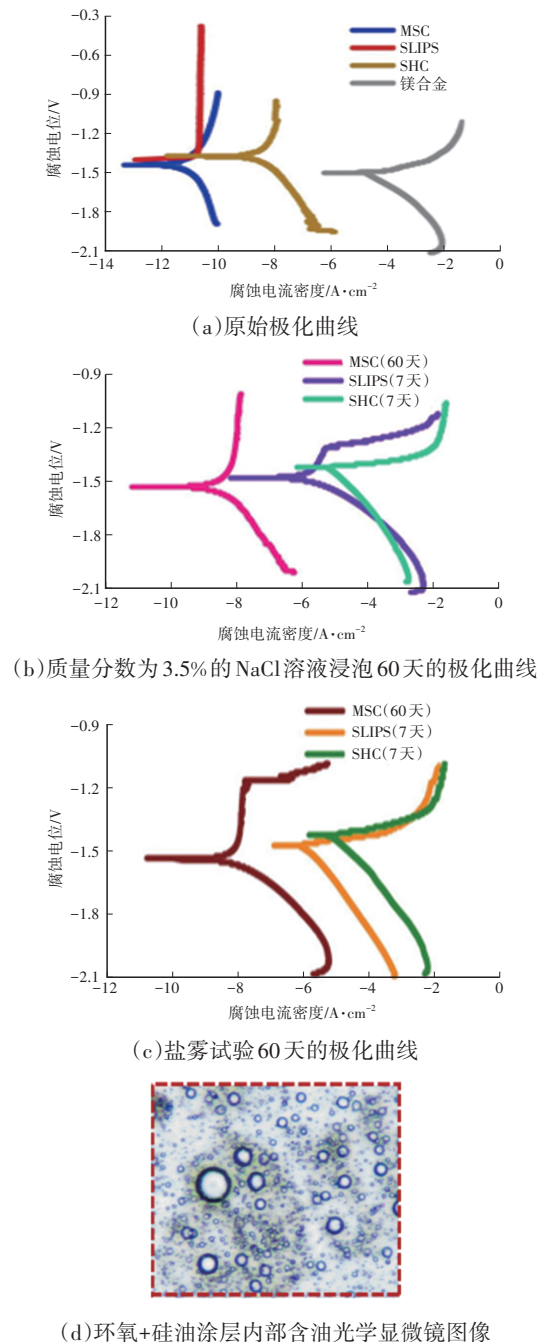 -0.3
-0.6
-0.9
-1.2
-1.5
-1.8
-2.1
腐蚀电位/V
MSC
SLIPS
SHC
镁合金
-14
-12
-10
-8
-6
-4
-2
0
腐蚀电流密度/A·cm⁻²
(a)原始极化曲线
-0.9
-1.2
-1.5
-1.8
-2.1
腐蚀电位/V
MSC(60天)
SLIPS(7天)
SHC(7天)
-12
-10
-8
-6
-4
-2
0
腐蚀电流密度/A·cm⁻²
(b)质量分数为3.5%的NaCl溶液浸泡60天的极化曲线
-0.9
-1.2
-1.5
-1.8
-2.1
腐蚀电位/V
MSC(60天)
SLIPS(7天)
SHC(7天)
-12
-10
-8
-6
-4
-2
0
腐蚀电流密度/A·cm⁻²
(c)盐雾试验60天的极化曲线
(d)环氧+硅油涂层内部含油光学显微镜图像